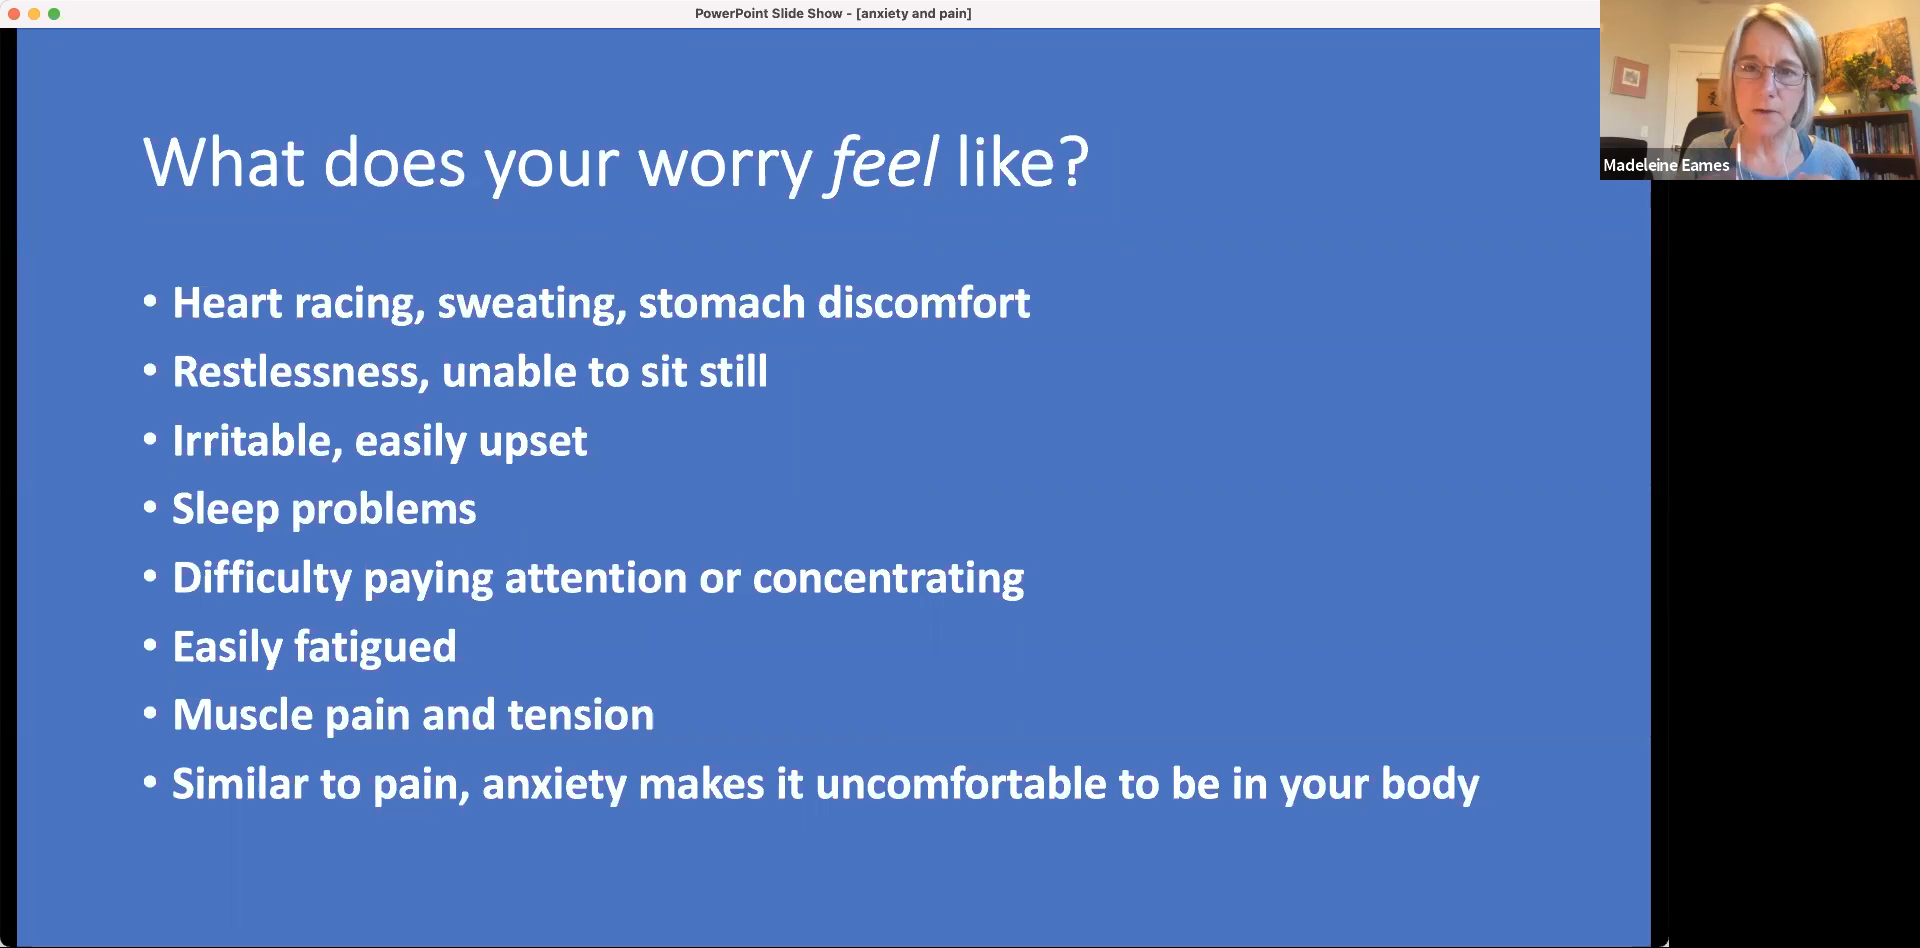 PowerPoint Slide Show - [anxiety and pain]
Madeleine Eames
What does your worry feel like?
• Heart racing, sweating, stomach discomfort
• Restlessness, unable to sit still
• Irritable, easily upset
• Sleep problems
• Difficulty paying attention or concentrating
• Easily fatigued
• Muscle pain and tension
• Similar to pain, anxiety makes it uncomfortable to be in your body